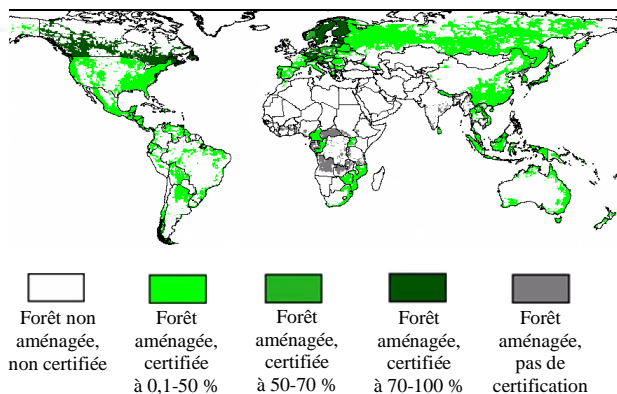 Forêt non
aménagée,
non certifiée
Forêt
aménagée,
certifiée
à 0,1-50 %
Forêt
aménagée,
certifiée
à 50-70 %
Forêt
aménagée,
certifiée
à 70-100 %
Forêt
aménagée,
pas de
certification